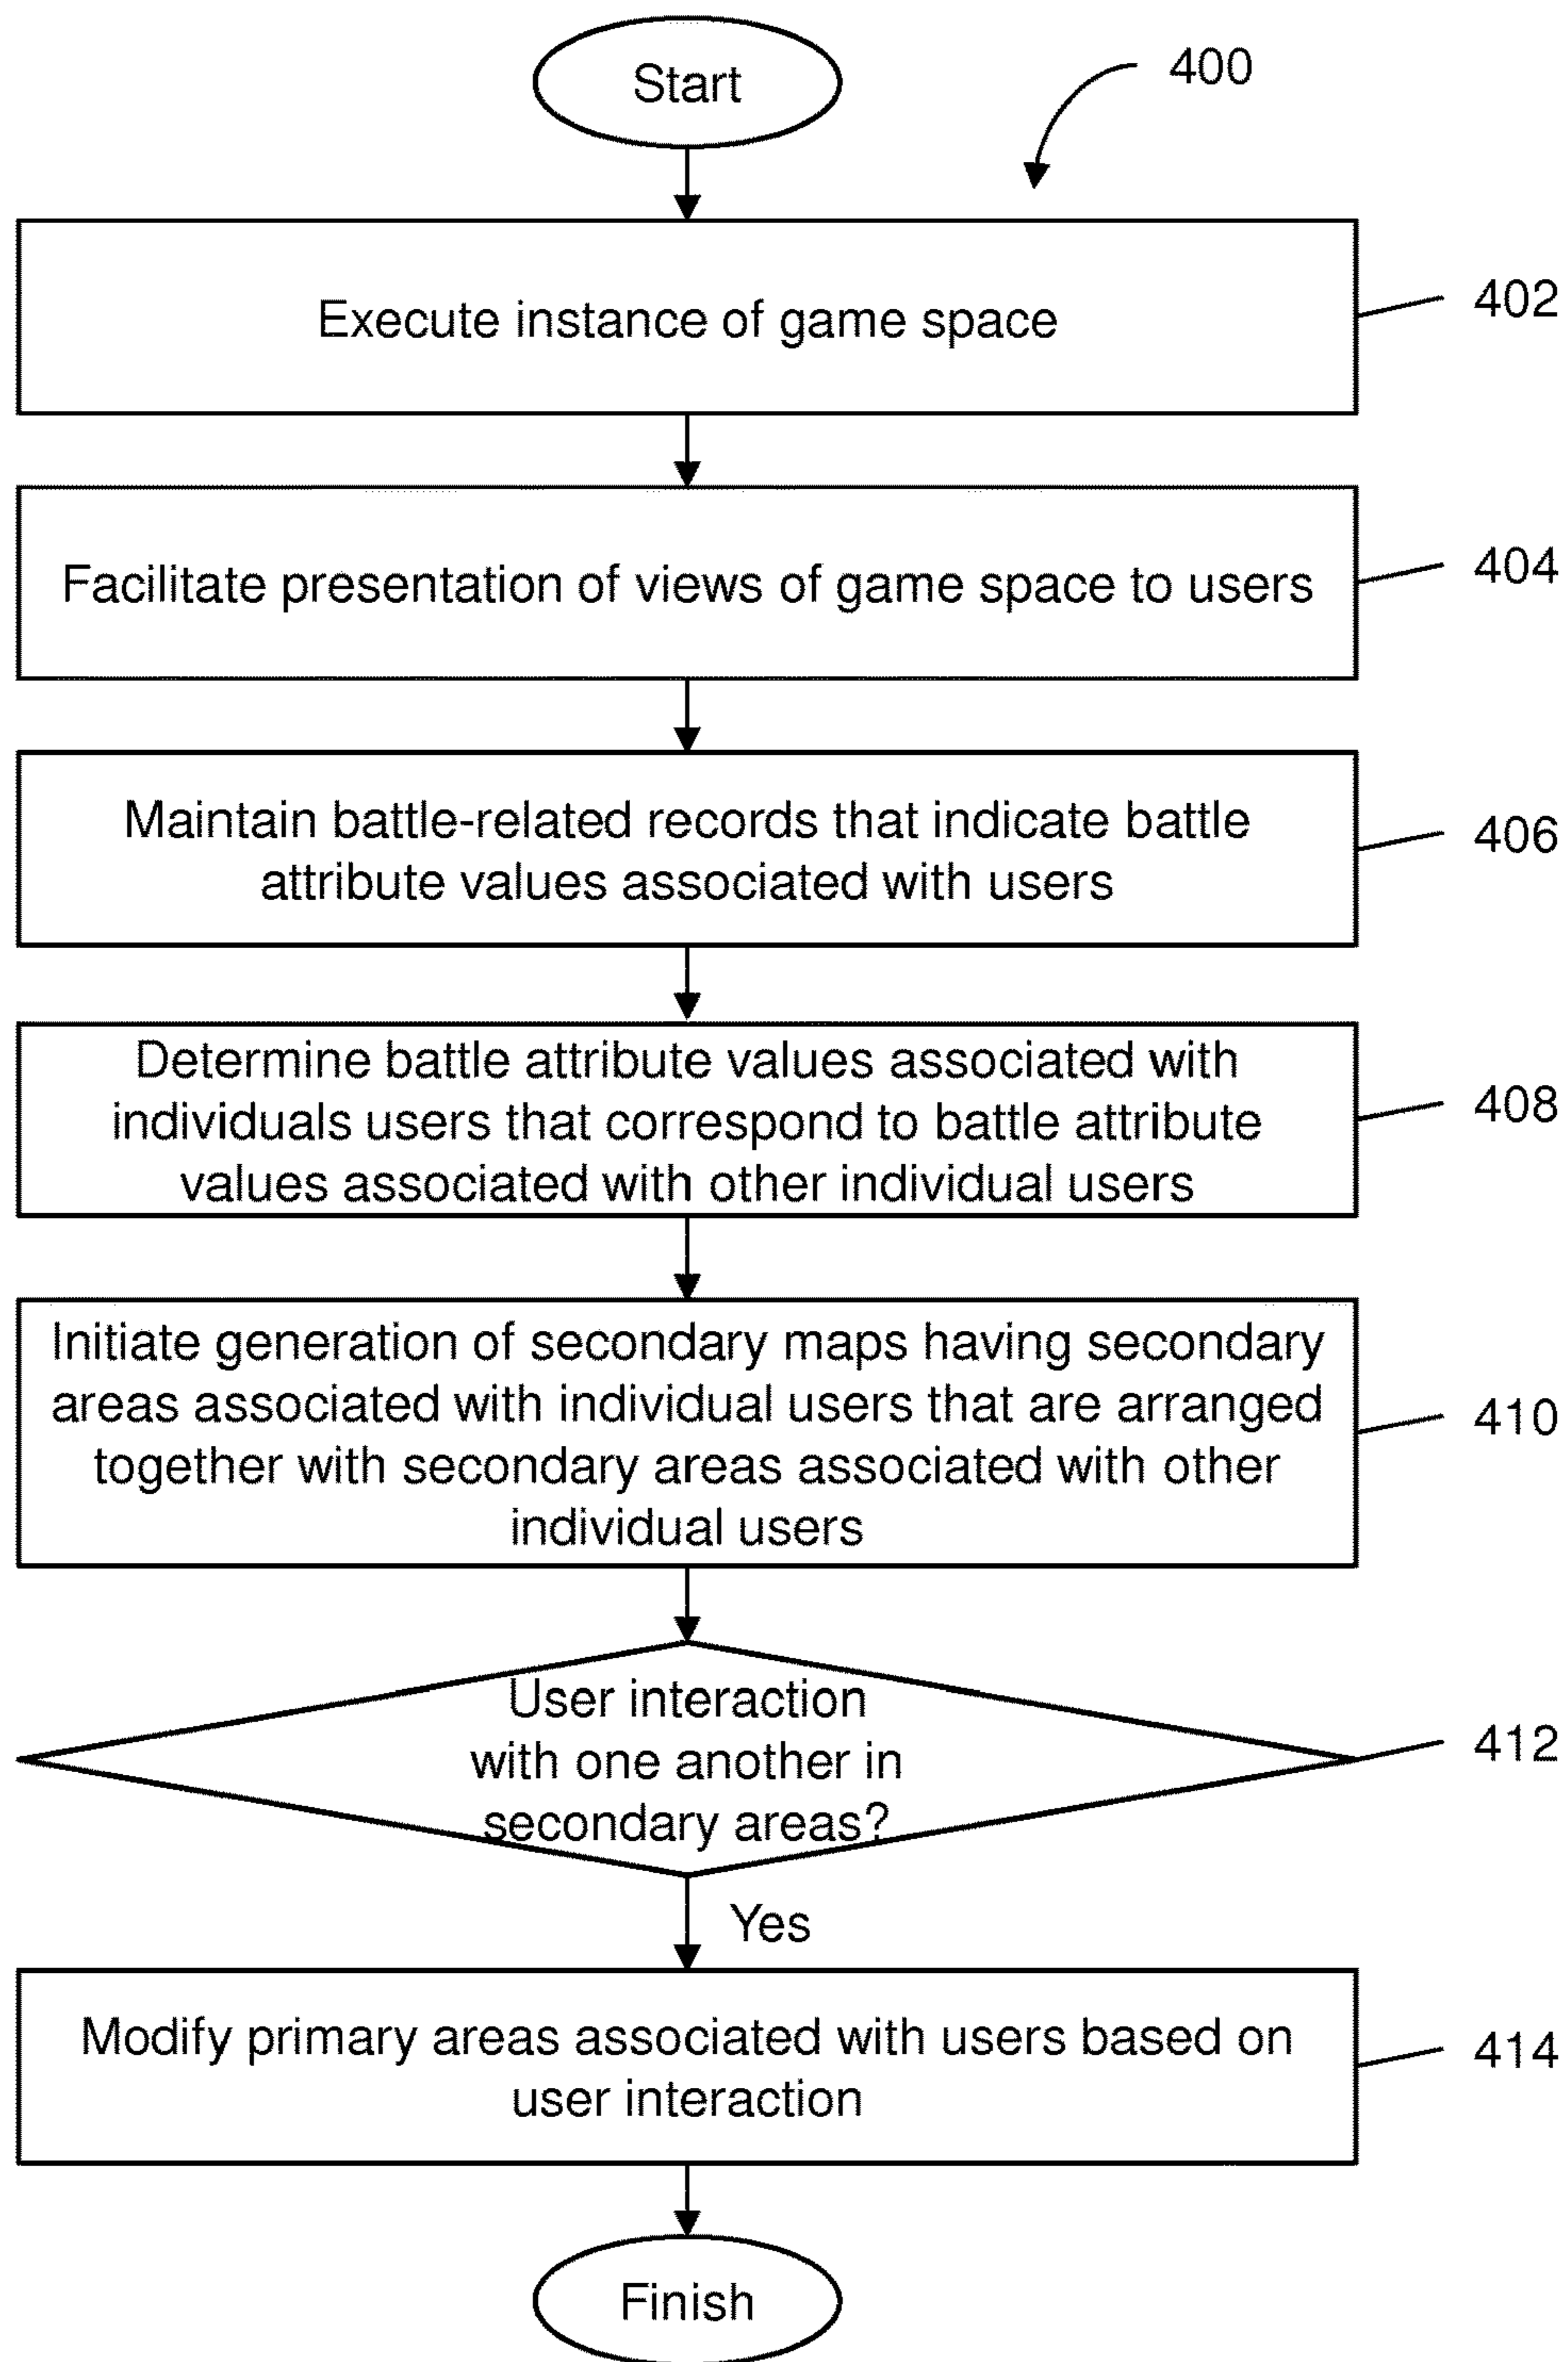 Start
400
Execute instance of game space
402
Facilitate presentation of views of game space to users
404
Maintain battle-related records that indicate battle
attribute values associated with users
406
Determine battle attribute values associated with
individuals users that correspond to battle attribute
values associated with other individual users
408
Initiate generation of secondary maps having secondary
areas associated with individual users that are arranged
together with secondary areas associated with other
individual users
410
User interaction
with one another in
secondary areas?
412
Yes
Modify primary areas associated with users based on
user interaction
414
Finish